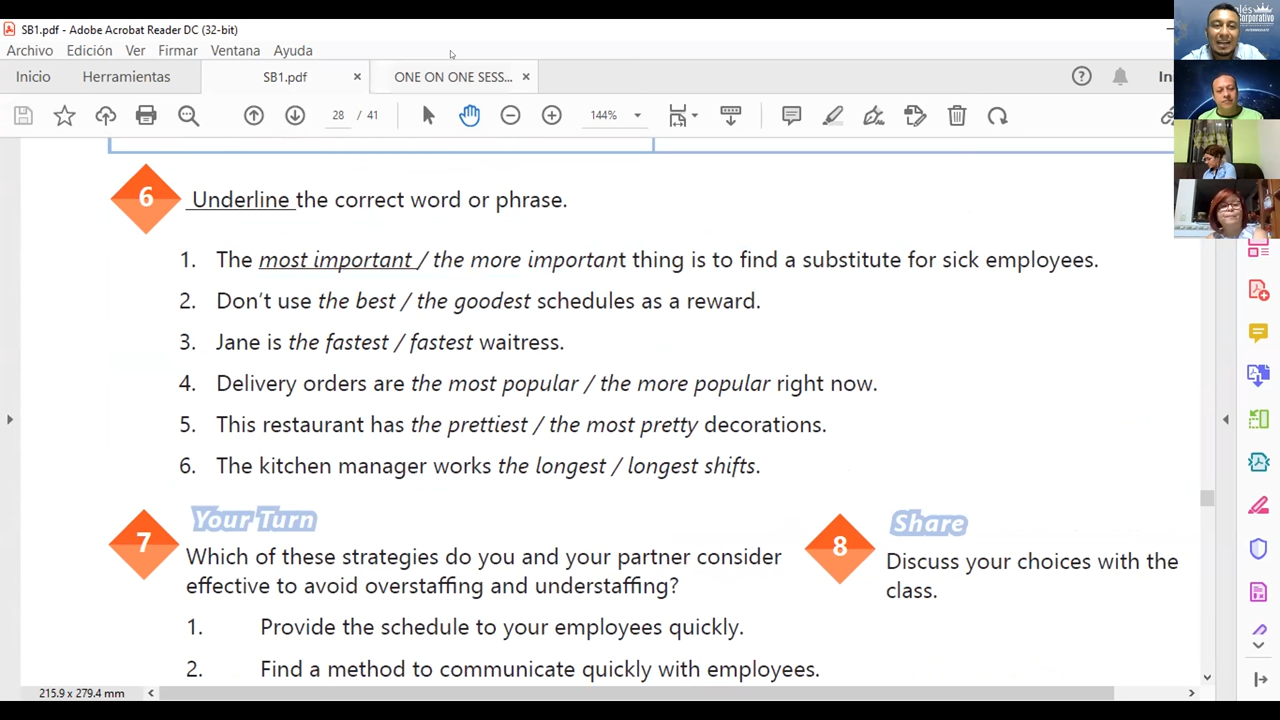 SB1.pdf - Adobe Acrobat Reader DC (32-bit)
Archivo Edición Ver Firmar Ventana Ayuda
Inicio Herramientas SB1.pdf × ONE ON ONE SESS... ×
28 / 41 144%
6 Underline the correct word or phrase.
1. The most important / the more important thing is to find a substitute for sick employees.
2. Don't use the best / the goodest schedules as a reward.
3. Jane is the fastest / fastest waitress.
4. Delivery orders are the most popular / the more popular right now.
5. This restaurant has the prettiest / the most pretty decorations.
6. The kitchen manager works the longest / longest shifts.
7 Your Turn
Which of these strategies do you and your partner consider
effective to avoid overstaffing and understaffing?
1. Provide the schedule to your employees quickly.
2. Find a method to communicate quickly with employees.
8 Share
Discuss your choices with the
class.
215.9 x 279.4 mm